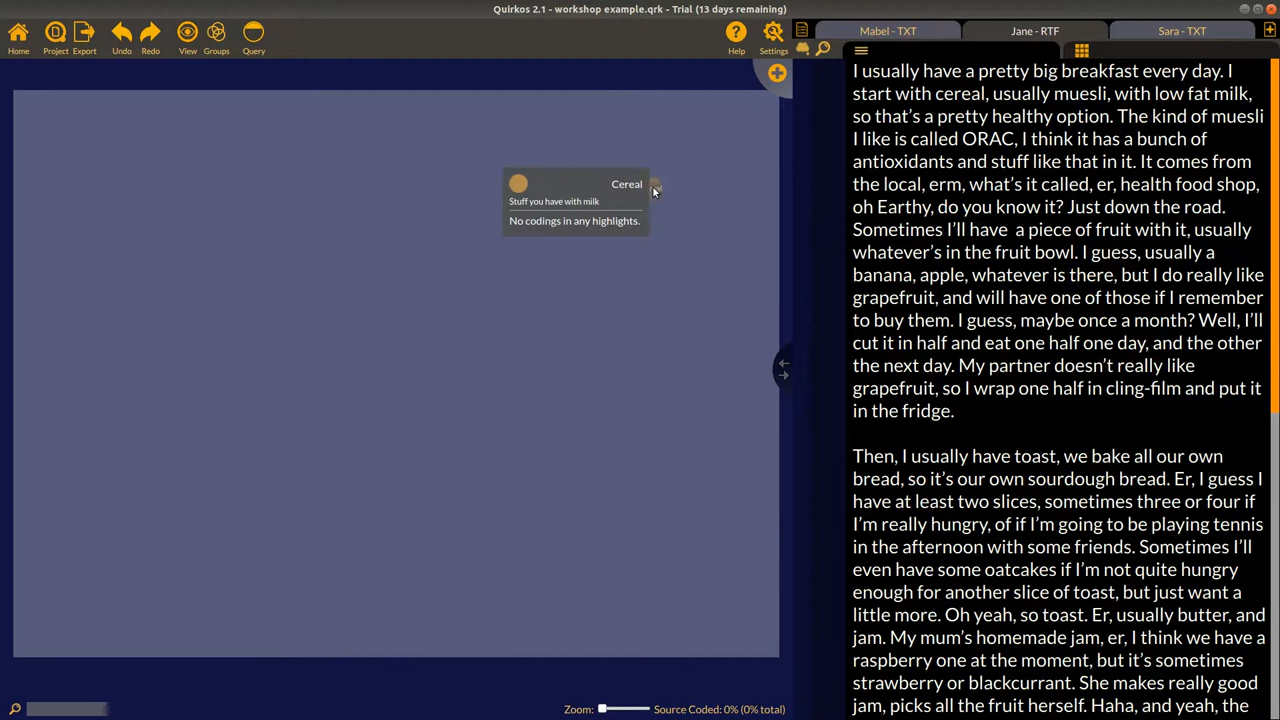 Quirkos 2.1 - workshop example.qrk - Trial (13 days remaining)
Home Project Export Undo Redo View Groups Query Help Settings
Mabel - TXT Jane - RTF Sara - TXT
Cereal
Stuff you have with milk
No codings in any highlights.
I usually have a pretty big breakfast every day. I
start with cereal, usually muesli, with low fat milk,
so that's a pretty healthy option. The kind of muesli
I like is called ORAC, I think it has a bunch of
antioxidants and stuff like that in it. It comes from
the local, erm, what's it called, er, health food shop,
oh Earthy, do you know it? Just down the road.
Sometimes I'll have  a piece of fruit with it, usually
whatever's in the fruit bowl. I guess, usually a
banana, apple, whatever is there, but I do really like
grapefruit, and will have one of those if I remember
to buy them. I guess, maybe once a month? Well, I'll
cut it in half and eat one half one day, and the other
the next day. My partner doesn't really like
grapefruit, so I wrap one half in cling-film and put it
in the fridge.
Then, I usually have toast, we bake all our own
bread, so it's our own sourdough bread. Er, I guess I
have at least two slices, sometimes three or four if
I'm really hungry, of if I'm going to be playing tennis
in the afternoon with some friends. Sometimes I'll
even have some oatcakes if I'm not quite hungry
enough for another slice of toast, but just want a
little more. Oh yeah, so toast. Er, usually butter, and
jam. My mum's homemade jam, er, I think we have a
raspberry one at the moment, but it's sometimes
strawberry or blackcurrant. She makes really good
jam, picks all the fruit herself. Haha, and yeah, the
Zoom: Source Coded: 0% (0% total)